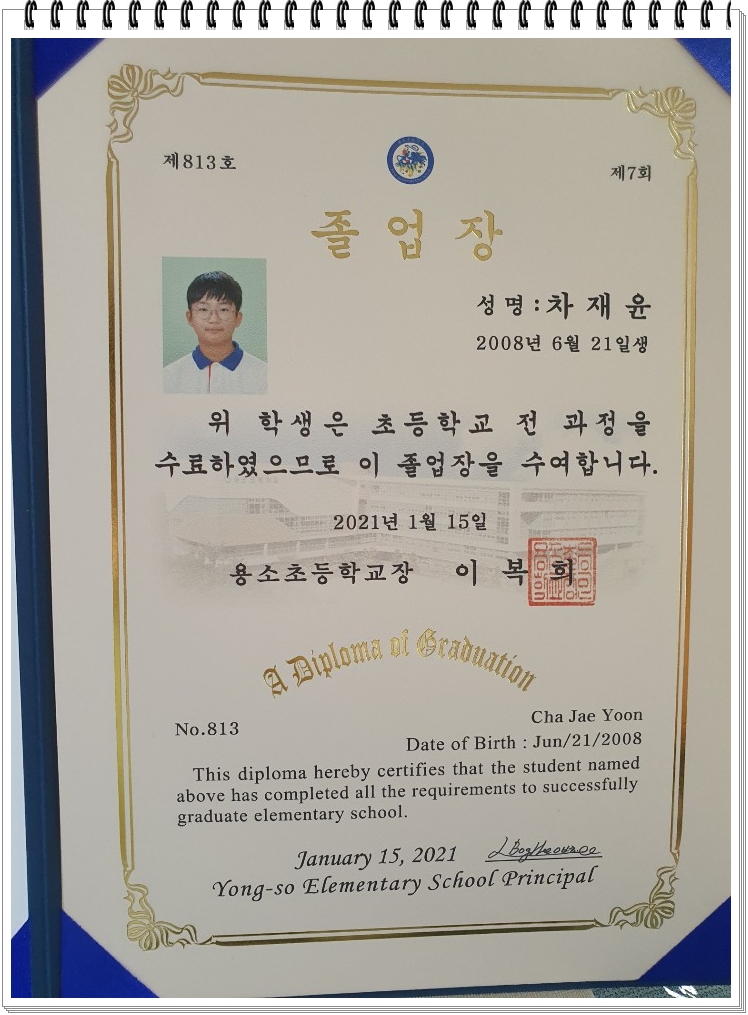 제813호
제7회
졸업장
성명:차재윤
2008년 6월 21일생
위 학생은 초등학교 전 과정을
수료하였으므로 이 졸업장을 수여합니다.
2021년 1월 15일
용소초등학교장 이복희
A Diploma of Graduation
No.813
Cha Jae Yoon
Date of Birth : Jun/21/2008
This diploma hereby certifies that the student named
above has completed all the requirements to successfully
graduate elementary school.
January 15, 2021
Yong-so Elementary School Principal